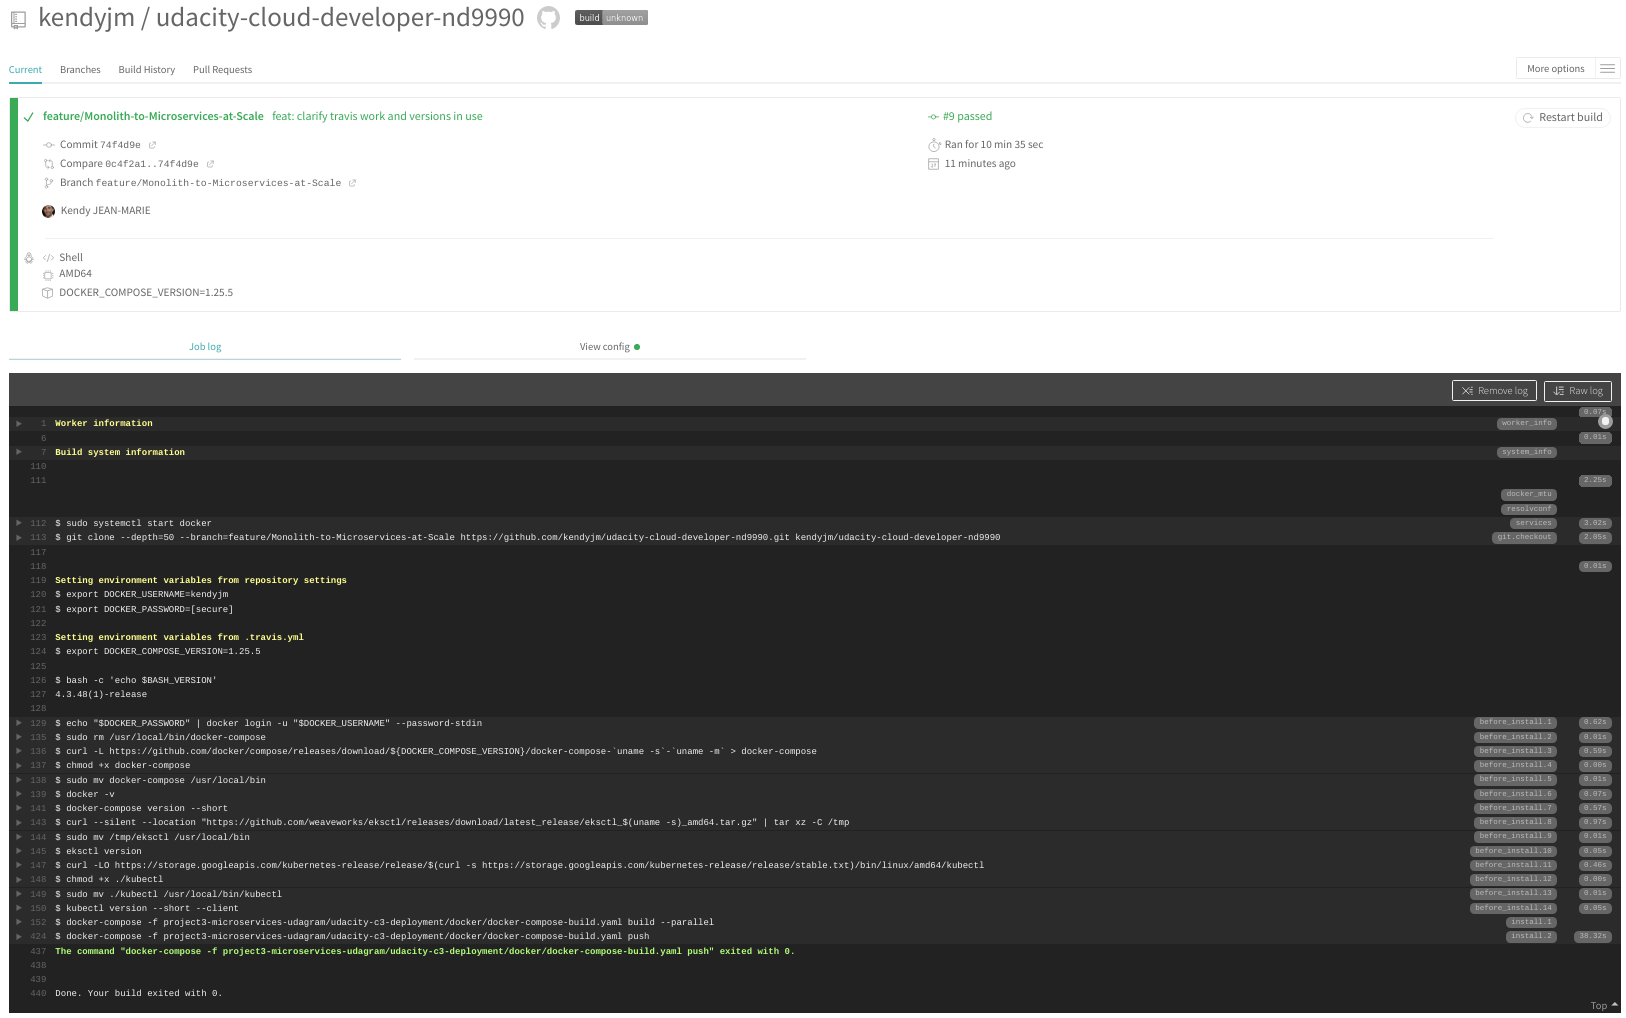 kendyjm / udacity-cloud-developer-nd9990 build unknown
Current Branches Build History Pull Requests More options
feature/Monolith-to-Microservices-at-Scale feat: clarify travis work and versions in use
Commit 74f4d9e
Compare 0c4f2a1..74f4d9e
Branch feature/Monolith-to-Microservices-at-Scale
Kendy JEAN-MARIE
#9 passed
Ran for 10 min 35 sec
11 minutes ago
Restart build
Shell
AMD64
DOCKER_COMPOSE_VERSION=1.25.5
Job log View config
Remove log Raw log
0.07s
1 Worker information worker_info
6 0.01s
7 Build system information system_info
110
111 2.25s
docker_mtu
resolvconf
112 $ sudo systemctl start docker services 3.02s
113 $ git clone --depth=50 --branch=feature/Monolith-to-Microservices-at-Scale https://github.com/kendyjm/udacity-cloud-developer-nd9990.git kendyjm/udacity-cloud-developer-nd9990 git.checkout 2.05s
117
118 0.01s
119 Setting environment variables from repository settings
120 $ export DOCKER_USERNAME=kendyjm
121 $ export DOCKER_PASSWORD=[secure]
122
123 Setting environment variables from .travis.yml
124 $ export DOCKER_COMPOSE_VERSION=1.25.5
125
126 $ bash -c 'echo $BASH_VERSION'
127 4.3.48(1)-release
128
129 $ echo "$DOCKER_PASSWORD" | docker login -u "$DOCKER_USERNAME" --password-stdin before_install.1 0.62s
135 $ sudo rm /usr/local/bin/docker-compose before_install.2 0.01s
136 $ curl -L https://github.com/docker/compose/releases/download/${DOCKER_COMPOSE_VERSION}/docker-compose-`uname -s`-`uname -m` > docker-compose before_install.3 0.59s
137 $ chmod +x docker-compose before_install.4 0.00s
138 $ sudo mv docker-compose /usr/local/bin before_install.5 0.01s
139 $ docker -v before_install.6 0.07s
141 $ docker-compose version --short before_install.7 0.57s
143 $ curl --silent --location "https://github.com/weaveworks/eksctl/releases/download/latest_release/eksctl_$(uname -s)_amd64.tar.gz" | tar xz -C /tmp before_install.8 0.97s
144 $ sudo mv /tmp/eksctl /usr/local/bin before_install.9 0.01s
145 $ eksctl version before_install.10 0.05s
147 $ curl -LO https://storage.googleapis.com/kubernetes-release/release/$(curl -s https://storage.googleapis.com/kubernetes-release/release/stable.txt)/bin/linux/amd64/kubectl before_install.11 0.46s
148 $ chmod +x ./kubectl before_install.12 0.00s
149 $ sudo mv ./kubectl /usr/local/bin/kubectl before_install.13 0.01s
150 $ kubectl version --short --client before_install.14 0.05s
152 $ docker-compose -f project3-microservices-udagram/udacity-c3-deployment/docker/docker-compose-build.yaml build --parallel install.1
424 $ docker-compose -f project3-microservices-udagram/udacity-c3-deployment/docker/docker-compose-build.yaml push install.2 38.32s
437 The command "docker-compose -f project3-microservices-udagram/udacity-c3-deployment/docker/docker-compose-build.yaml push" exited with 0.
438
439
440 Done. Your build exited with 0.
Top